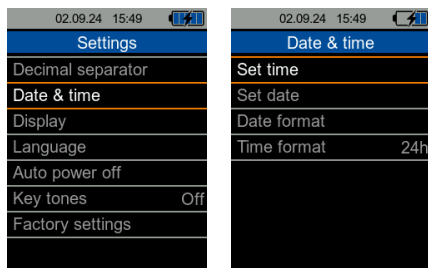 02.09.24 15:49
Settings
Decimal separator
Date & time
Display
Language
Auto power off
Key tones Off
Factory settings
02.09.24 15:49
Date & time
Set time
Set date
Date format
Time format 24h